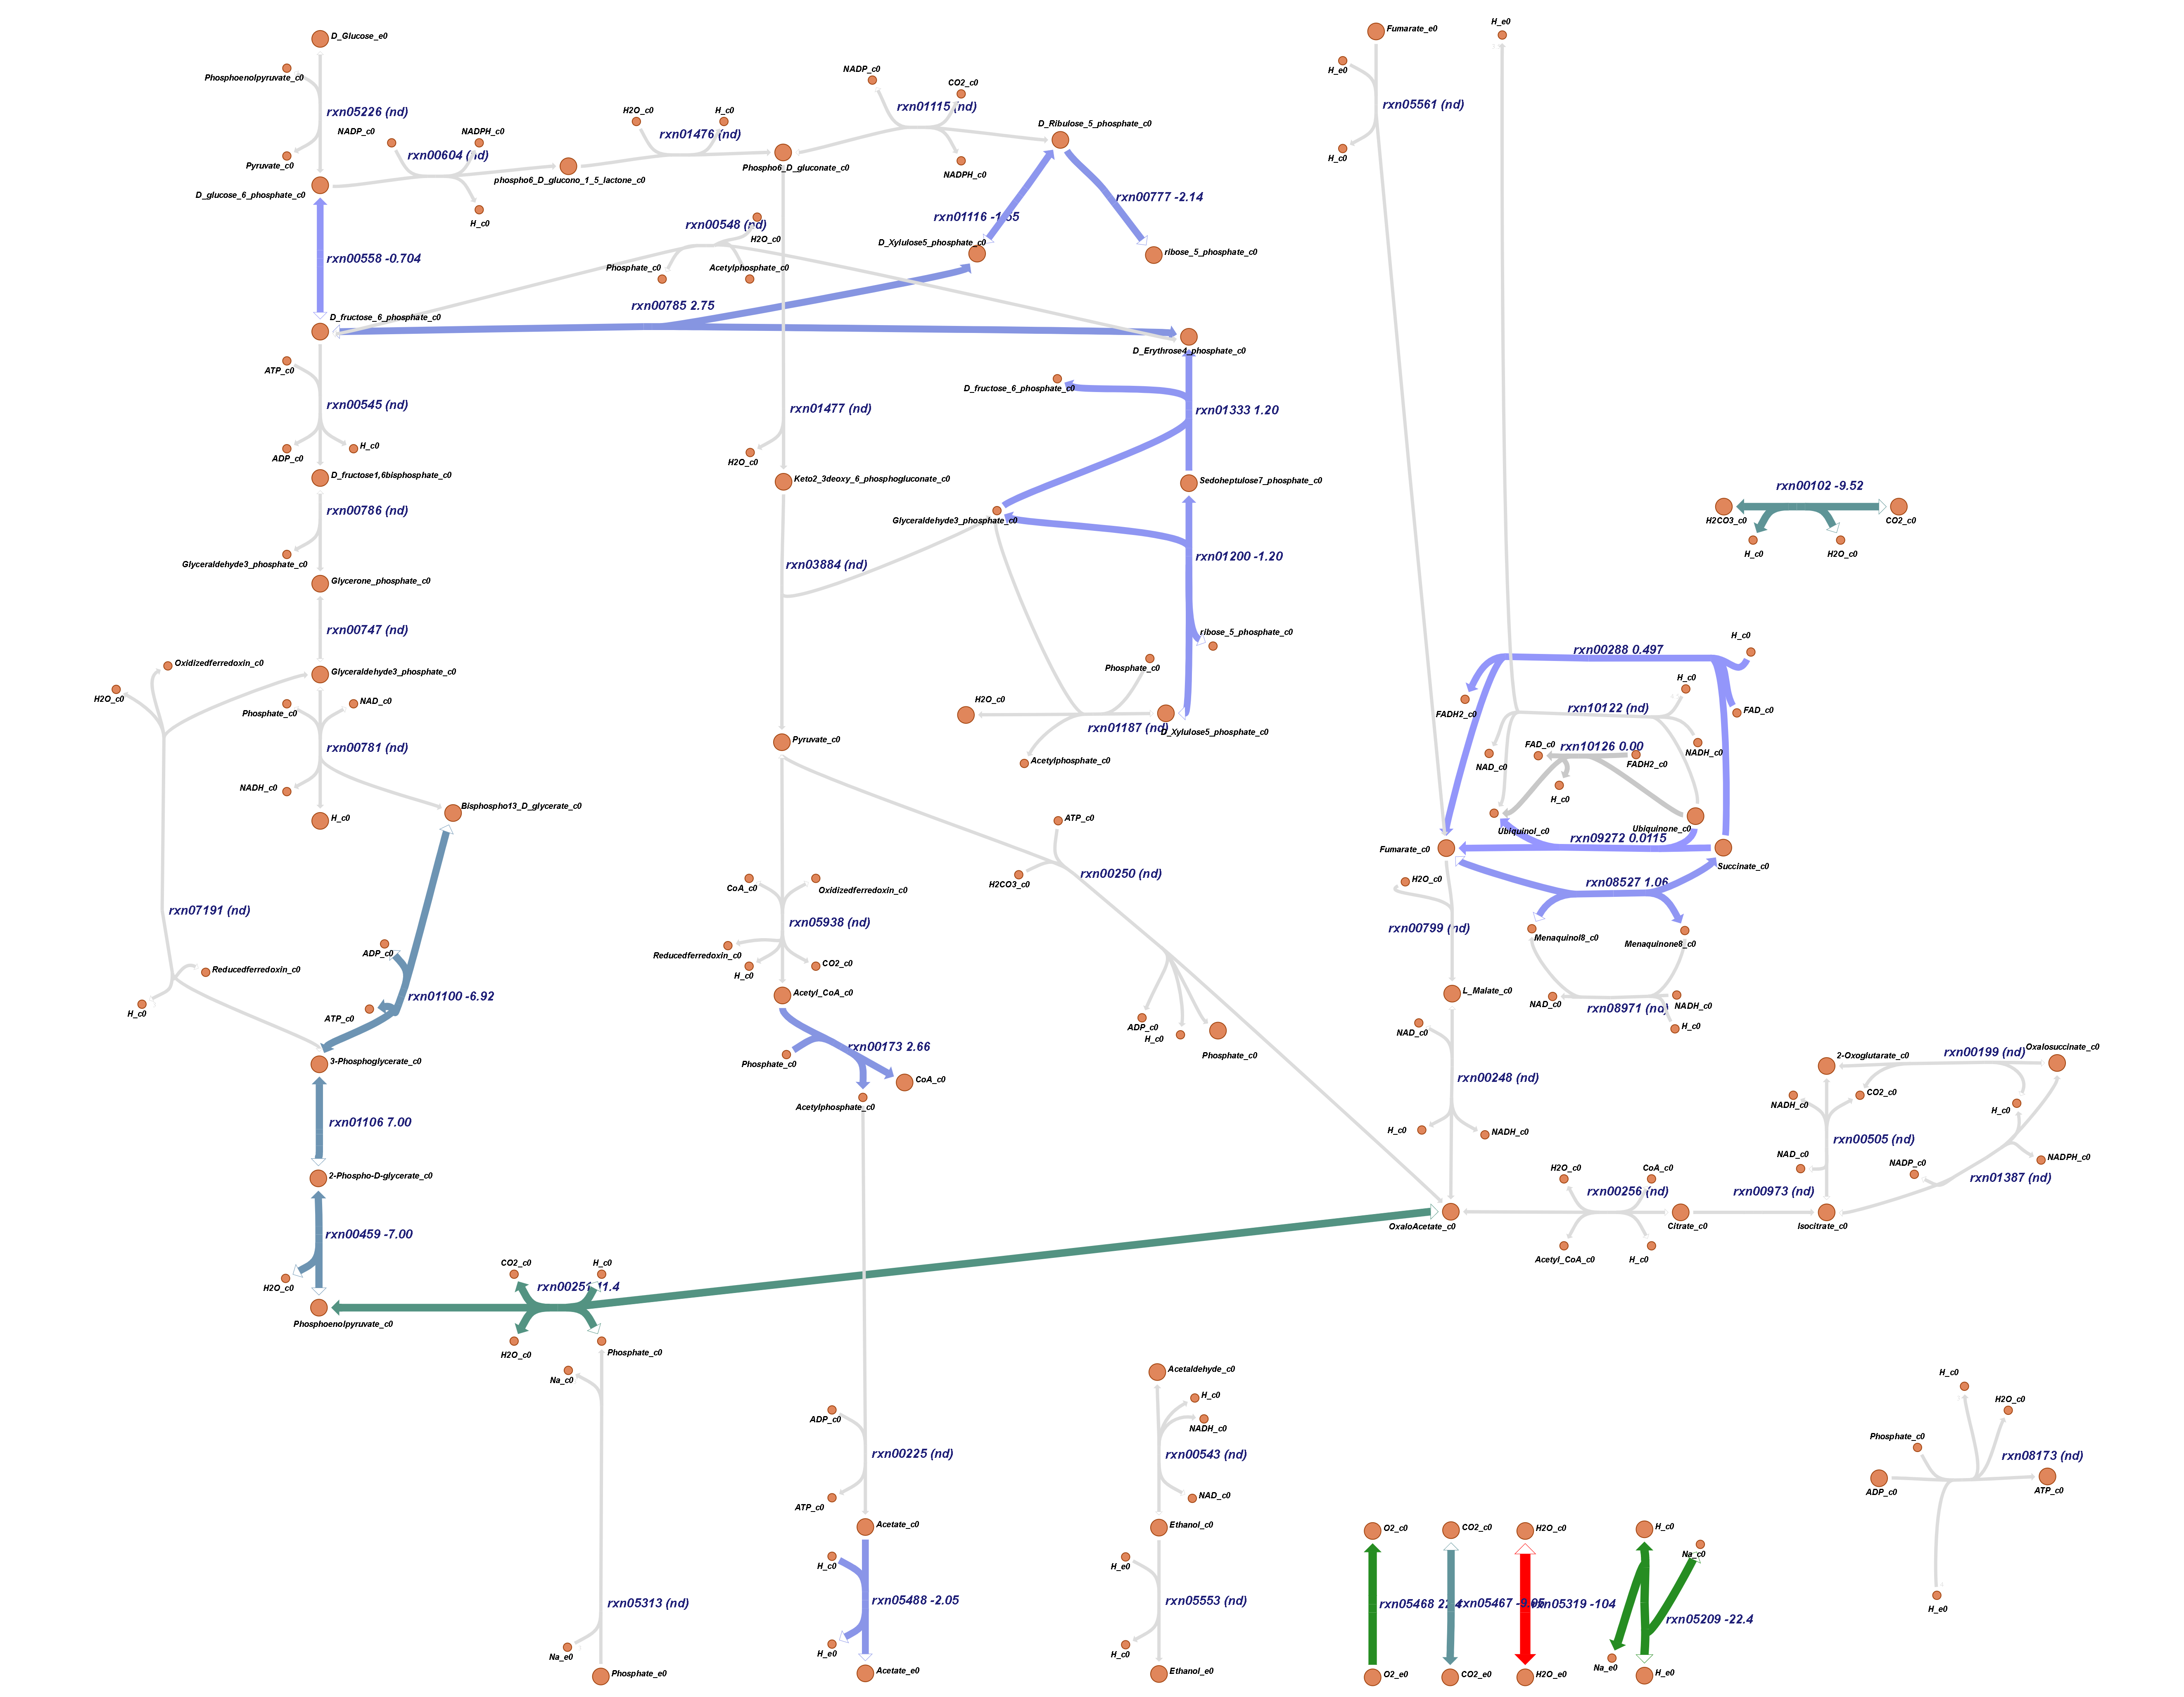 D_Glucose_e0
Phosphoenolpyruvate_c0
rxn05226 (nd)
Pyruvate_c0
D_glucose_6_phosphate_c0
NADP_c0
NADPH_c0
rxn00604 (nd)
H_c0
phospho6_D_glucono_1_5_lactone_c0
H2O_c0
H_c0
rxn01476 (nd)
Phospho6_D_gluconate_c0
NADP_c0
CO2_c0
rxn01115 (nd)
NADPH_c0
D_Ribulose_5_phosphate_c0
rxn00777 -2.14
rxn01116 -1.55
D_Xylulose5_phosphate_c0
ribose_5_phosphate_c0
rxn00548 (nd)
H2O_c0
Phosphate_c0
Acetylphosphate_c0
rxn00558 -0.704
rxn00785 2.75
D_fructose_6_phosphate_c0
D_Erythrose4_phosphate_c0
ATP_c0
rxn00545 (nd)
ADP_c0
H_c0
D_fructose1,6bisphosphate_c0
rxn00786 (nd)
Glyceraldehyde3_phosphate_c0
Glycerone_phosphate_c0
rxn00747 (nd)
Glyceraldehyde3_phosphate_c0
Oxidizedferredoxin_c0
H2O_c0
Phosphate_c0
NAD_c0
rxn00781 (nd)
NADH_c0
H_c0
Bisphospho13_D_glycerate_c0
rxn07191 (nd)
Reducedferredoxin_c0
H_c0
ADP_c0
rxn01100 -6.92
ATP_c0
3-Phosphoglycerate_c0
rxn01106 7.00
2-Phospho-D-glycerate_c0
rxn00459 -7.00
H2O_c0
Phosphoenolpyruvate_c0
CO2_c0
H_c0
rxn00251 11.4
H2O_c0
Phosphate_c0
Na_c0
rxn05313 (nd)
Na_e0
Phosphate_e0
rxn01477 (nd)
H2O_c0
Keto2_3deoxy_6_phosphogluconate_c0
rxn03884 (nd)
D_fructose_6_phosphate_c0
rxn01333 1.20
Sedoheptulose7_phosphate_c0
Glyceraldehyde3_phosphate_c0
rxn01200 -1.20
ribose_5_phosphate_c0
Phosphate_c0
H2O_c0
rxn01187 (nd)
D_Xylulose5_phosphate_c0
Acetylphosphate_c0
Pyruvate_c0
ATP_c0
H2CO3_c0
rxn00250 (nd)
ADP_c0
H_c0
Phosphate_c0
CoA_c0
Oxidizedferredoxin_c0
rxn05938 (nd)
Reducedferredoxin_c0
H_c0
CO2_c0
Acetyl_CoA_c0
rxn00173 2.66
Phosphate_c0
CoA_c0
Acetylphosphate_c0
ADP_c0
rxn00225 (nd)
ATP_c0
Acetate_c0
H_c0
rxn05488 -2.05
H_e0
Acetate_e0
Acetaldehyde_c0
H_c0
NADH_c0
rxn00543 (nd)
NAD_c0
Ethanol_c0
H_e0
rxn05553 (nd)
H_c0
Ethanol_e0
Fumarate_e0
H_e0
rxn05561 (nd)
H_c0
H_e0
rxn00102 -9.52
H2CO3_c0
CO2_c0
H_c0
H2O_c0
rxn00288 0.497
H_c0
FADH2_c0
FAD_c0
H_c0
rxn10122 (nd)
NAD_c0
NADH_c0
FAD_c0
rxn10126 0.00
FADH2_c0
H_c0
Ubiquinol_c0
Ubiquinone_c0
rxn09272 0.0115
Fumarate_c0
Succinate_c0
rxn08527 1.06
Menaquinol8_c0
Menaquinone8_c0
NAD_c0
rxn08971 (nd)
NADH_c0
H_c0
H2O_c0
rxn00799 (nd)
L_Malate_c0
NAD_c0
rxn00248 (nd)
H_c0
NADH_c0
OxaloAcetate_c0
H2O_c0
CoA_c0
rxn00256 (nd)
Acetyl_CoA_c0
H_c0
Citrate_c0
rxn00973 (nd)
Isocitrate_c0
2-Oxoglutarate_c0
rxn00199 (nd)
Oxalosuccinate_c0
NADH_c0
CO2_c0
H_c0
rxn00505 (nd)
NAD_c0
NADP_c0
NADPH_c0
rxn01387 (nd)
O2_c0
CO2_c0
H2O_c0
H_c0
Na_c0
rxn05468 22.4
rxn05467 -9.05
rxn05319 -104
rxn05209 -22.4
O2_e0
CO2_e0
H2O_e0
Na_e0
H_e0
H_c0
H2O_c0
Phosphate_c0
rxn08173 (nd)
ADP_c0
ATP_c0
H_e0